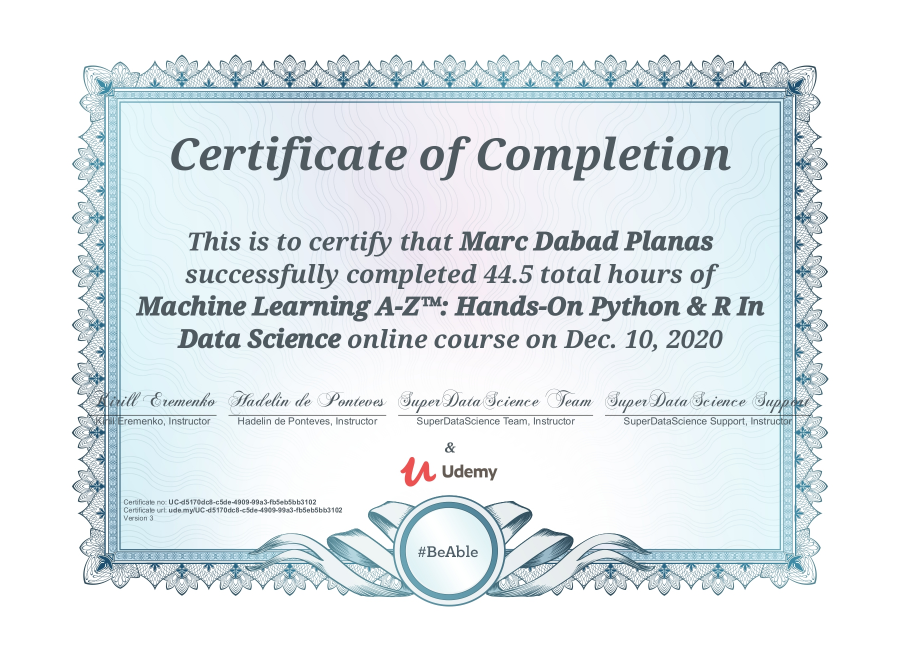 Certificate of Completion
This is to certify that Marc Dabad Planas
successfully completed 44.5 total hours of
Machine Learning A-Z™: Hands-On Python & R In
Data Science online course on Dec. 10, 2020
Kirill Eremenko Hadelin de Ponteves SuperDataScience Team SuperDataScience Support
Kirill Eremenko, Instructor Hadelin de Ponteves, Instructor SuperDataScience Team, Instructor SuperDataScience Support, Instructor
&
Udemy
Certificate no: UC-d5170dc8-c5de-4909-99a3-fb5eb5bb3102
Certificate url: ude.my/UC-d5170dc8-c5de-4909-99a3-fb5eb5bb3102
Version 3
#BeAble